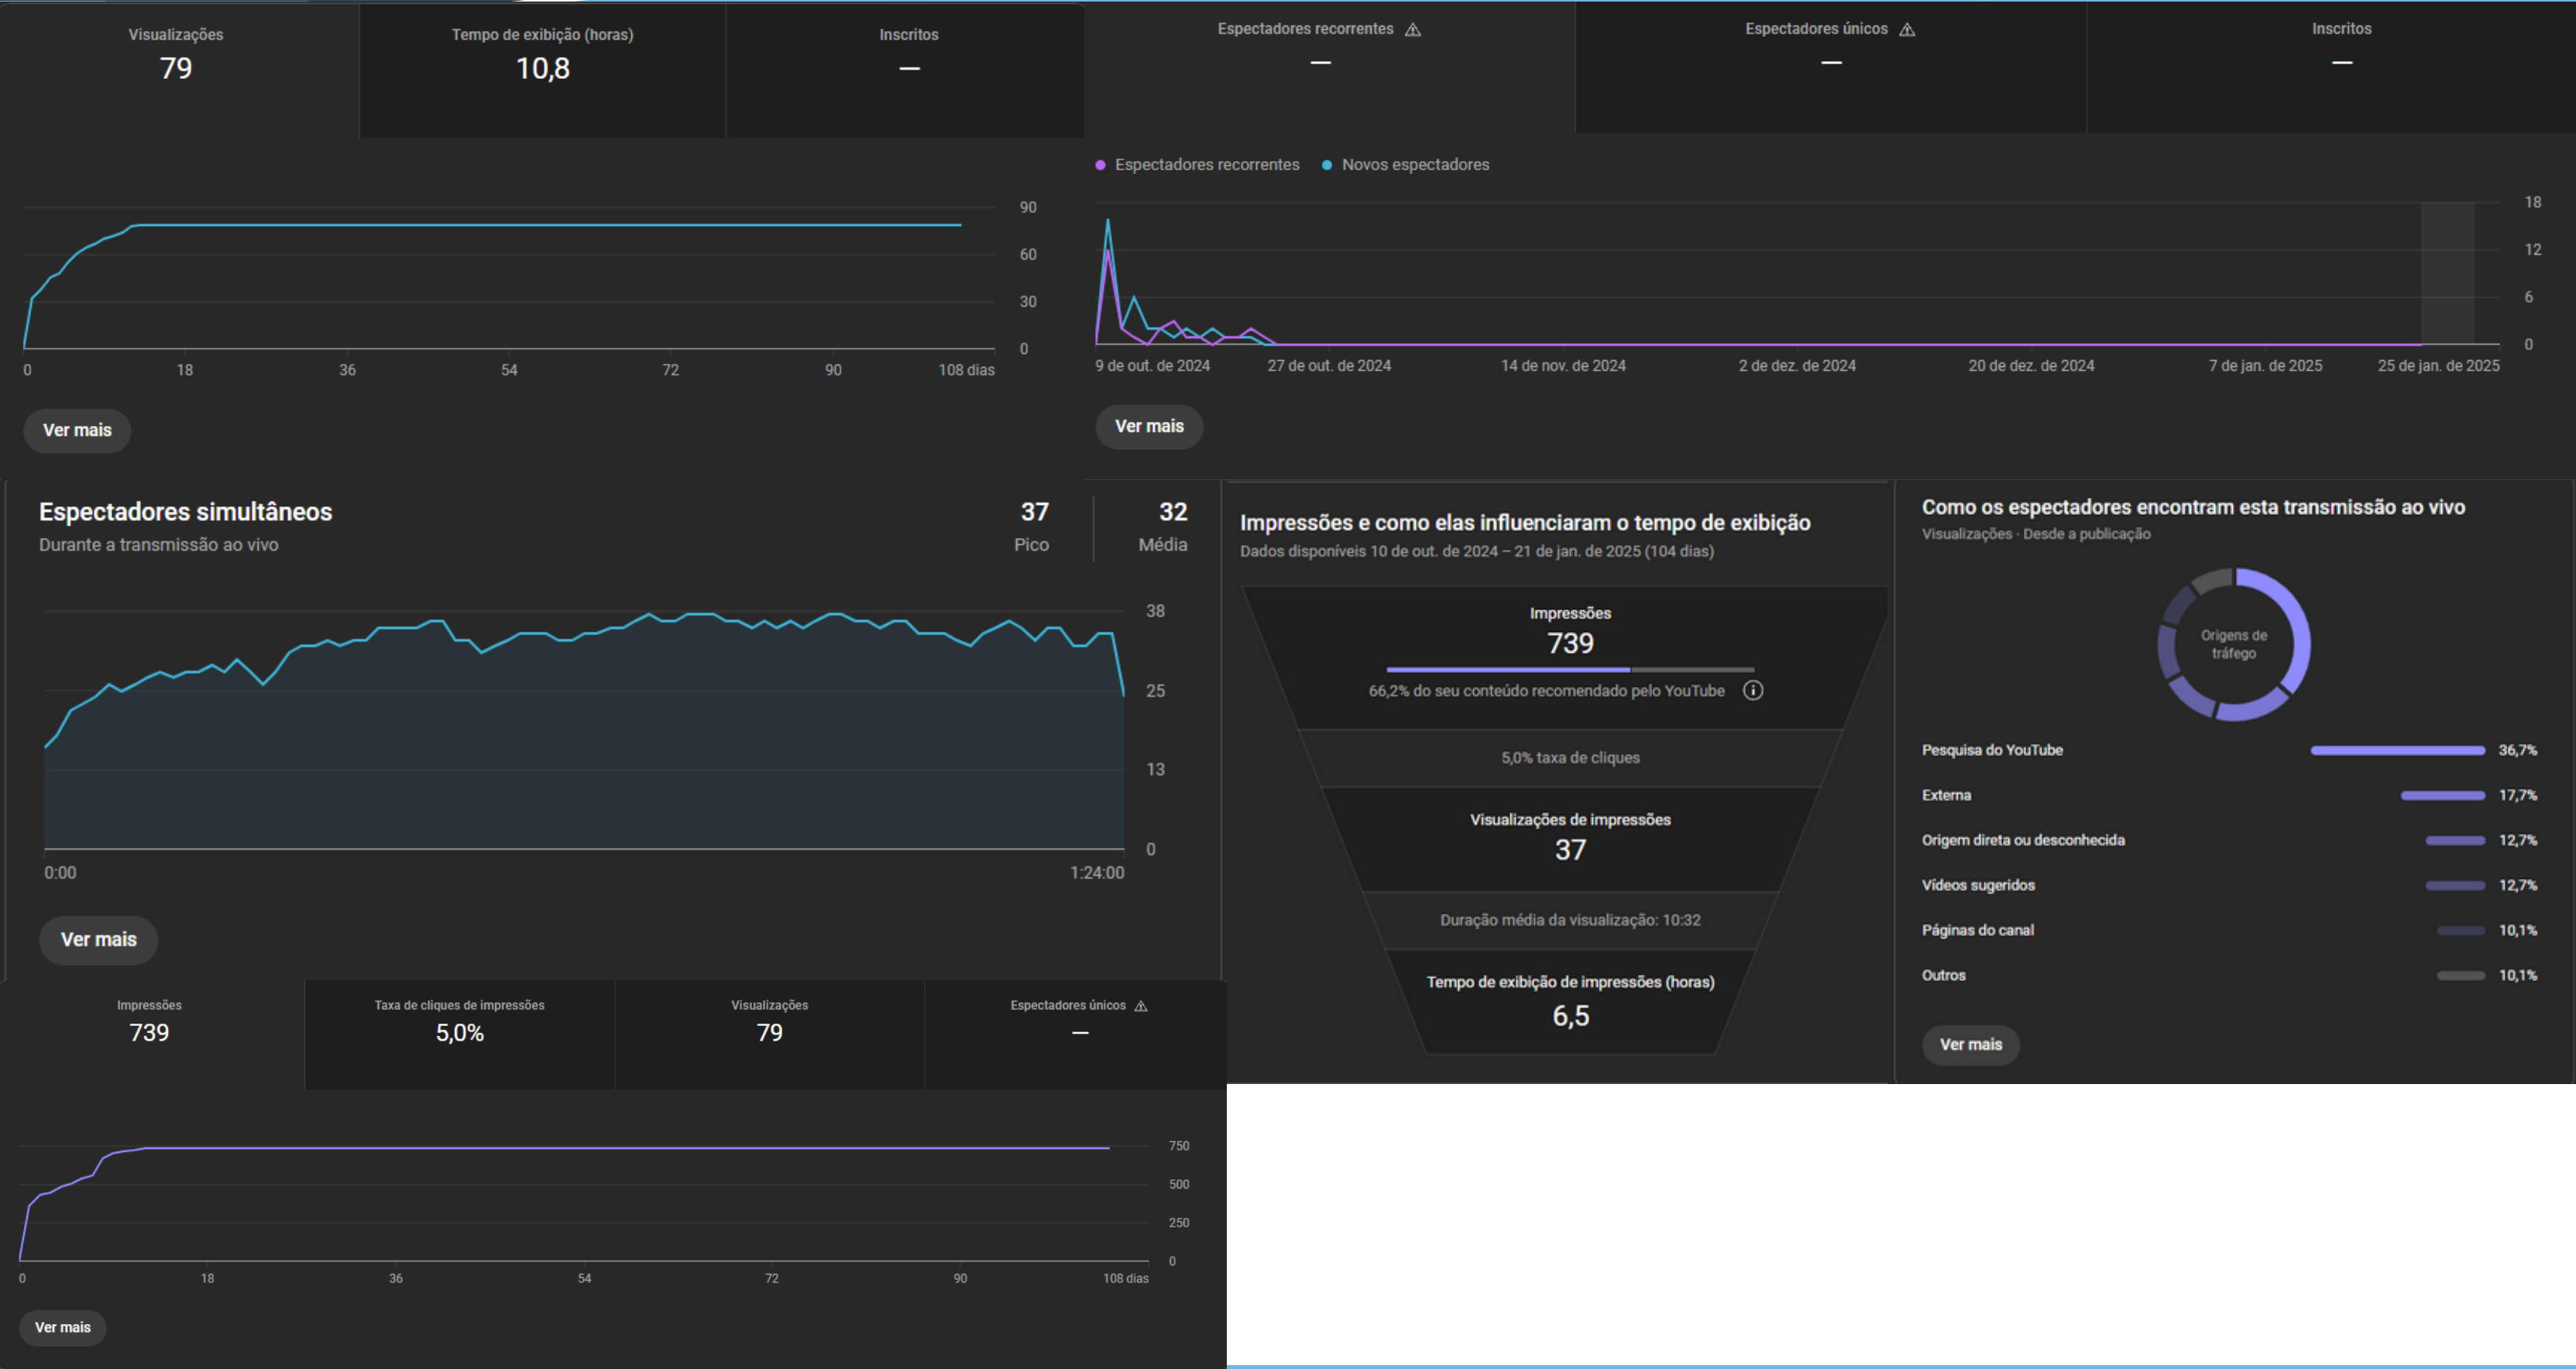 Visualizações
79
Tempo de exibição (horas)
10,8
Inscritos
—
90
60
30
0
0 18 36 54 72 90 108 dias
Ver mais
Espectadores recorrentes
—
Espectadores únicos
—
Inscritos
—
Espectadores recorrentes Novos espectadores
18
12
6
0
9 de out. de 2024 27 de out. de 2024 14 de nov. de 2024 2 de dez. de 2024 20 de dez. de 2024 7 de jan. de 2025 25 de jan. de 2025
Ver mais
Espectadores simultâneos
Durante a transmissão ao vivo
37
Pico
32
Média
38
25
13
0
0:00 1:24:00
Ver mais
Impressões e como elas influenciaram o tempo de exibição
Dados disponíveis 10 de out. de 2024 – 21 de jan. de 2025 (104 dias)
Impressões
739
66,2% do seu conteúdo recomendado pelo YouTube
5,0% taxa de cliques
Visualizações de impressões
37
Duração média da visualização: 10:32
Tempo de exibição de impressões (horas)
6,5
Como os espectadores encontram esta transmissão ao vivo
Visualizações · Desde a publicação
Origens de
tráfego
Pesquisa do YouTube 36,7%
Externa 17,7%
Origem direta ou desconhecida 12,7%
Vídeos sugeridos 12,7%
Páginas do canal 10,1%
Outros 10,1%
Ver mais
Impressões
739
Taxa de cliques de impressões
5,0%
Visualizações
79
Espectadores únicos
—
750
500
250
0
0 18 36 54 72 90 108 dias
Ver mais